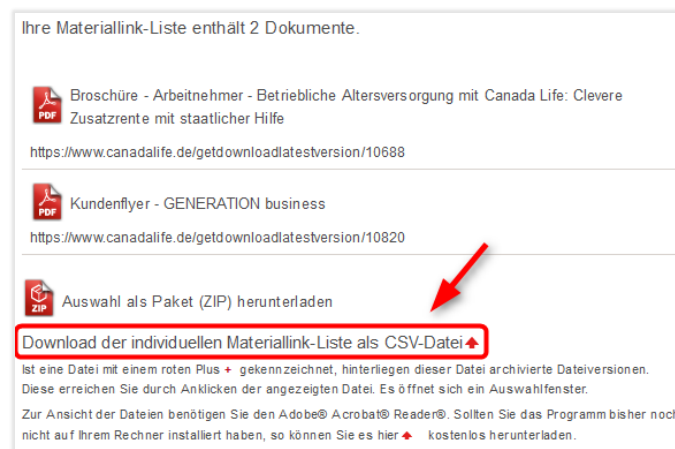 Ihre Materiallink-Liste enthält 2 Dokumente.
Broschüre - Arbeitnehmer - Betriebliche Altersversorgung mit Canada Life: Clevere
PDF
Zusatzrente mit staatlicher Hilfe
https://www.canadalife.de/getdownloadlatestversion/10688
PDF
Kundenflyer - GENERATION business
https://www.canadalife.de/getdownloadlatestversion/10820
ZIP
Auswahl als Paket (ZIP) herunterladen
Download der individuellen Materiallink-Liste als CSV-Datei
Ist eine Datei mit einem roten Plus + gekennzeichnet, hinterliegen dieser Datei archivierte Dateiversionen.
Diese erreichen Sie durch Anklicken der angezeigten Datei. Es öffnet sich ein Auswahlfenster.
Zur Ansicht der Dateien benötigen Sie den Adobe® Acrobat® Reader®. Sollten Sie das Programm bisher noch
nicht auf Ihrem Rechner installiert haben, so können Sie es hier kostenlos herunterladen.